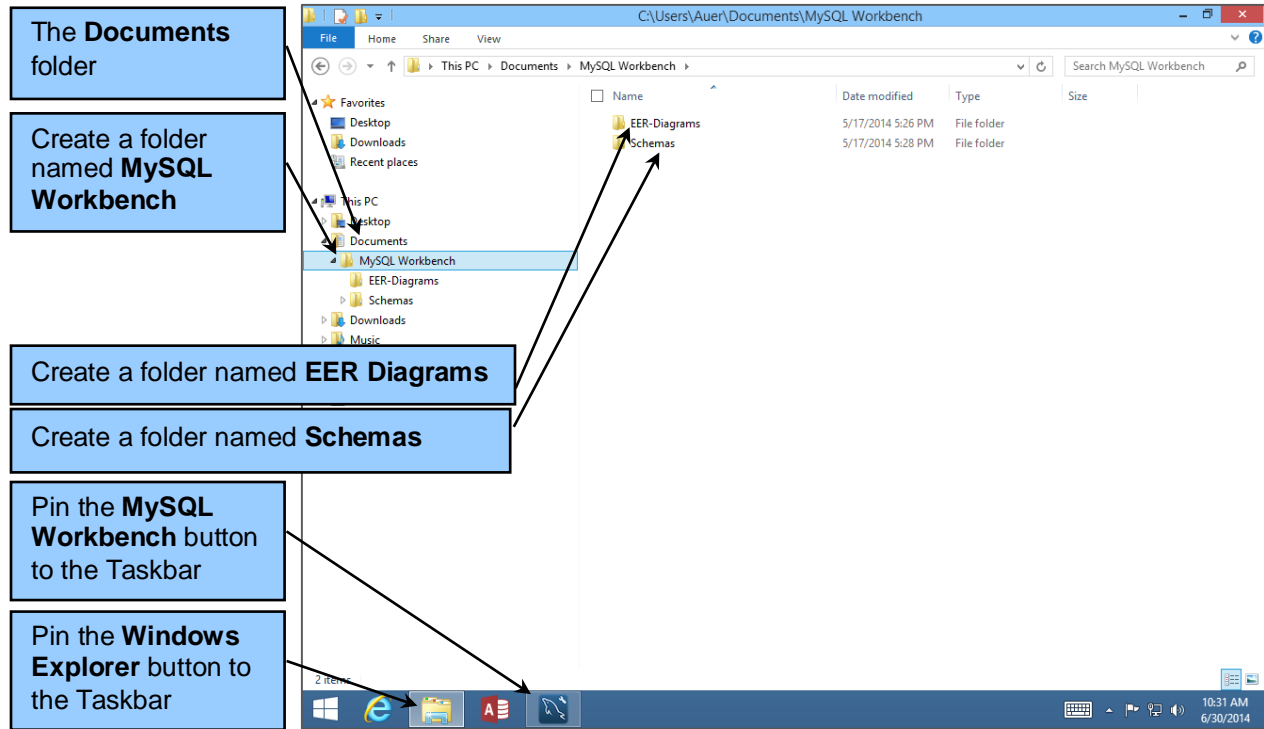 The Documents
folder
Create a folder
named MySQL
Workbench
Create a folder named EER Diagrams
Create a folder named Schemas
Pin the MySQL
Workbench button
to the Taskbar
Pin the Windows
Explorer button to
the Taskbar
C:\Users\Auer\Documents\MySQL Workbench
File Home Share View
This PC Documents MySQL Workbench
Search MySQL Workbench
Favorites
Desktop
Downloads
Recent places
This PC
Desktop
Documents
MySQL Workbench
EER-Diagrams
Schemas
Downloads
Music
Name Date modified Type Size
EER-Diagrams 5/17/2014 5:26 PM File folder
Schemas 5/17/2014 5:28 PM File folder
2 items
10:31 AM
6/30/2014